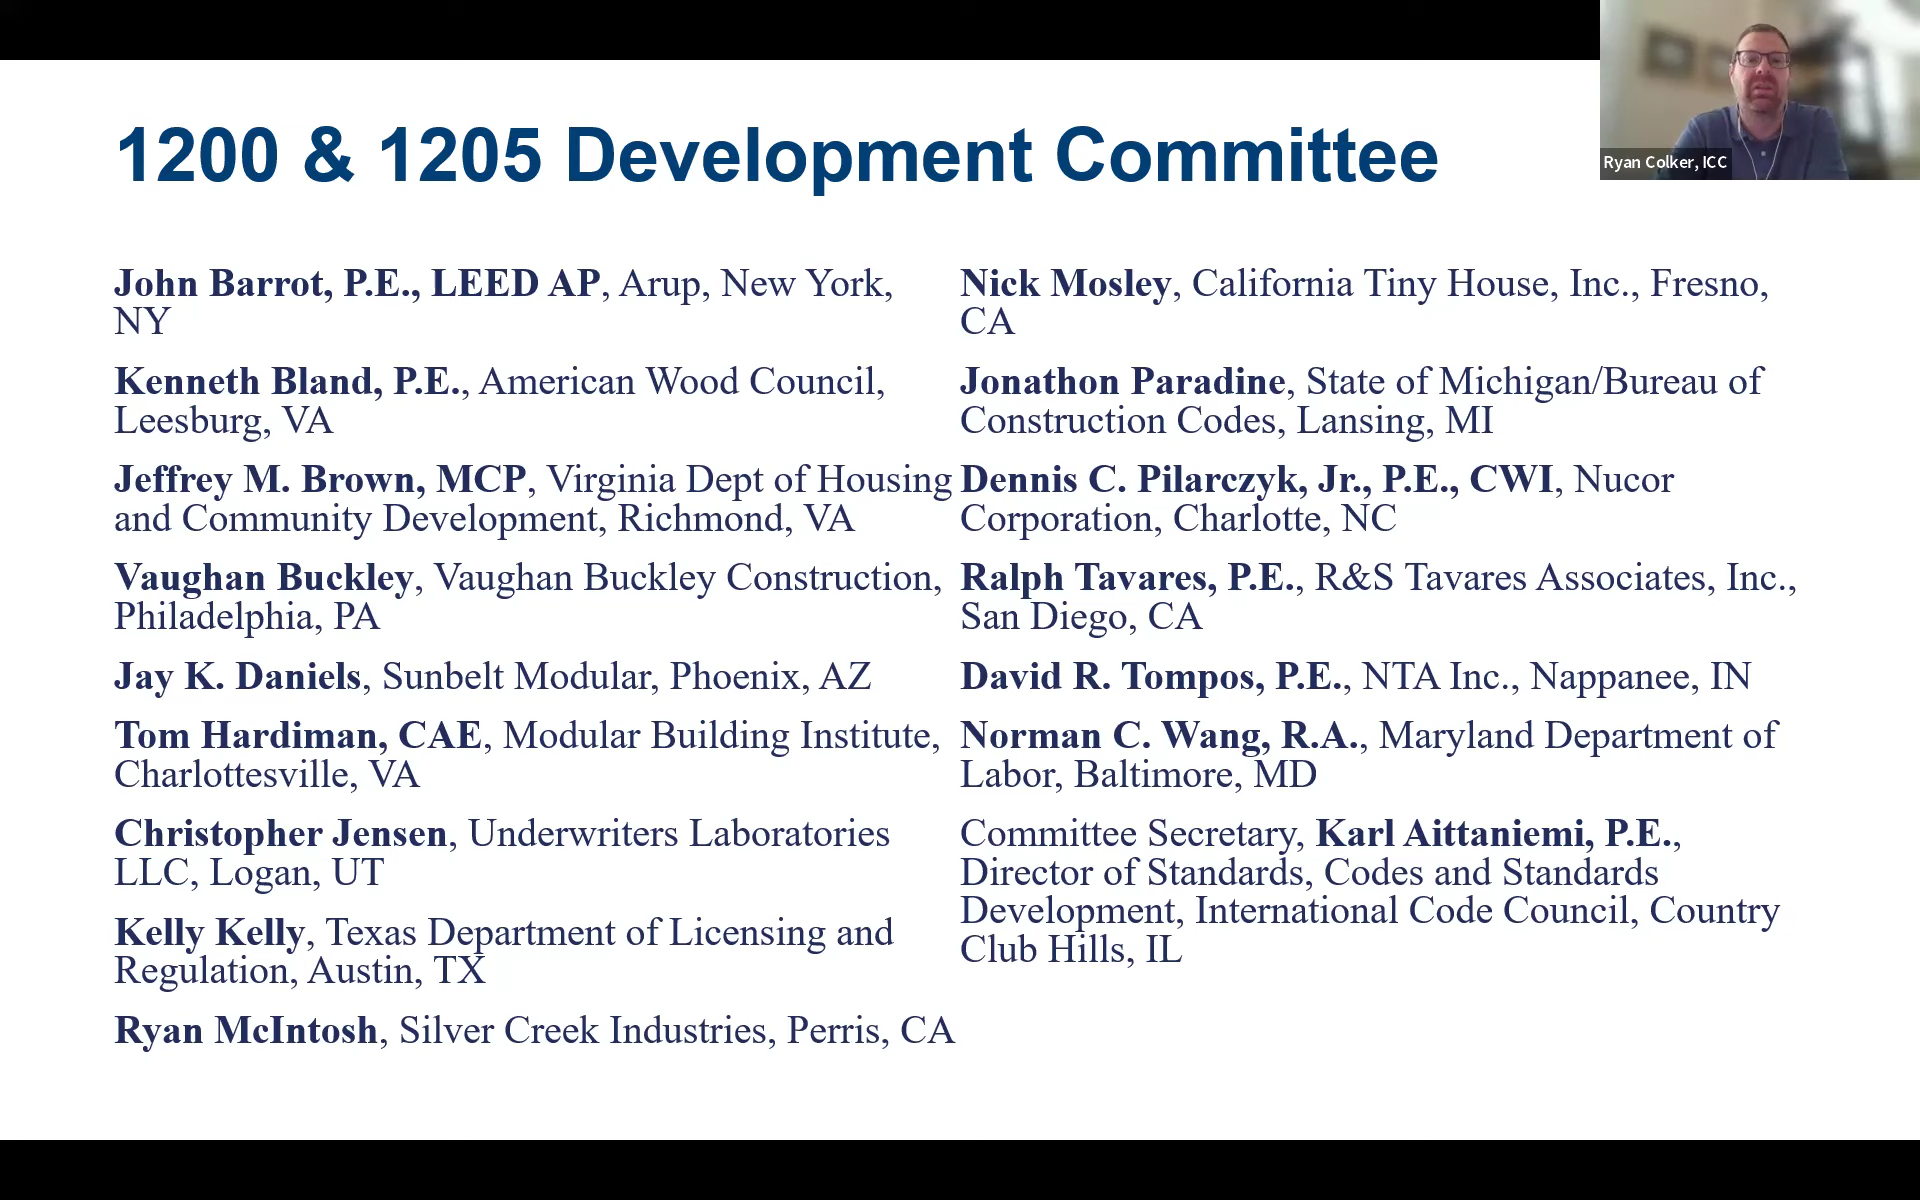 1200 & 1205 Development Committee
Ryan Colker, ICC
John Barrot, P.E., LEED AP, Arup, New York,
NY
Kenneth Bland, P.E., American Wood Council,
Leesburg, VA
Jeffrey M. Brown, MCP, Virginia Dept of Housing
and Community Development, Richmond, VA
Vaughan Buckley, Vaughan Buckley Construction,
Philadelphia, PA
Jay K. Daniels, Sunbelt Modular, Phoenix, AZ
Tom Hardiman, CAE, Modular Building Institute,
Charlottesville, VA
Christopher Jensen, Underwriters Laboratories
LLC, Logan, UT
Kelly Kelly, Texas Department of Licensing and
Regulation, Austin, TX
Ryan McIntosh, Silver Creek Industries, Perris, CA
Nick Mosley, California Tiny House, Inc., Fresno,
CA
Jonathon Paradine, State of Michigan/Bureau of
Construction Codes, Lansing, MI
Dennis C. Pilarczyk, Jr., P.E., CWI, Nucor
Corporation, Charlotte, NC
Ralph Tavares, P.E., R&S Tavares Associates, Inc.,
San Diego, CA
David R. Tompos, P.E., NTA Inc., Nappanee, IN
Norman C. Wang, R.A., Maryland Department of
Labor, Baltimore, MD
Committee Secretary, Karl Aittaniemi, P.E.,
Director of Standards, Codes and Standards
Development, International Code Council, Country
Club Hills, IL